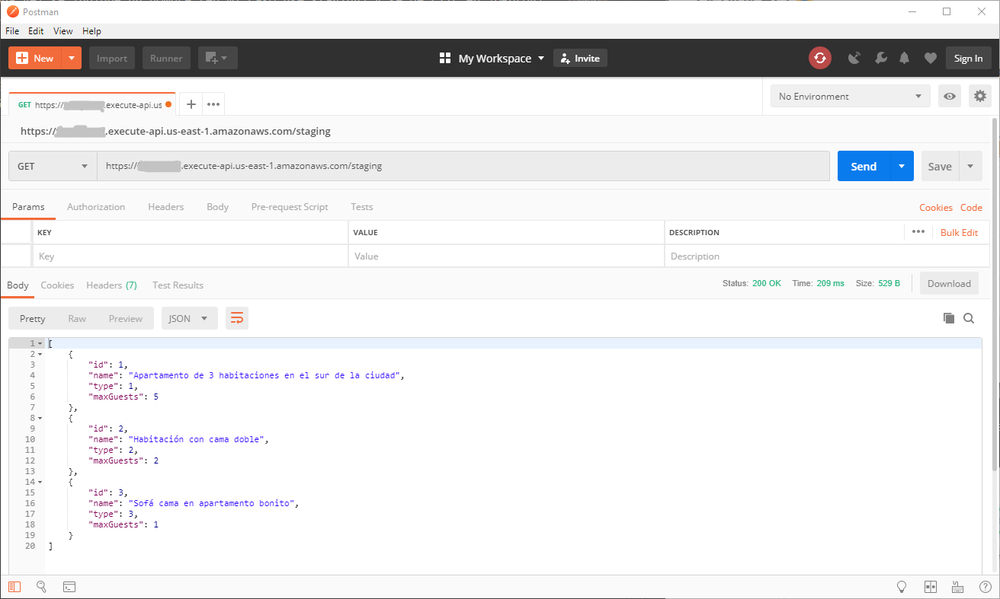 Postman
File Edit View Help
New Import Runner My Workspace Invite Sign In
GET https:// .execute-api.us + ••• No Environment
https:// .execute-api.us-east-1.amazonaws.com/staging
GET https:// .execute-api.us-east-1.amazonaws.com/staging Send Save
Params Authorization Headers Body Pre-request Script Tests Cookies Code
KEY VALUE DESCRIPTION ••• Bulk Edit
Key Value Description
Body Cookies Headers (7) Test Results Status: 200 OK Time: 209 ms Size: 529 B Download
Pretty Raw Preview JSON
1 [
2 {
3 "id": 1,
4 "name": "Apartamento de 3 habitaciones en el sur de la ciudad",
5 "type": 1,
6 "maxGuests": 5
7 },
8 {
9 "id": 2,
10 "name": "Habitación con cama doble",
11 "type": 2,
12 "maxGuests": 2
13 },
14 {
15 "id": 3,
16 "name": "Sofá cama en apartamento bonito",
17 "type": 3,
18 "maxGuests": 1
19 }
20 ]